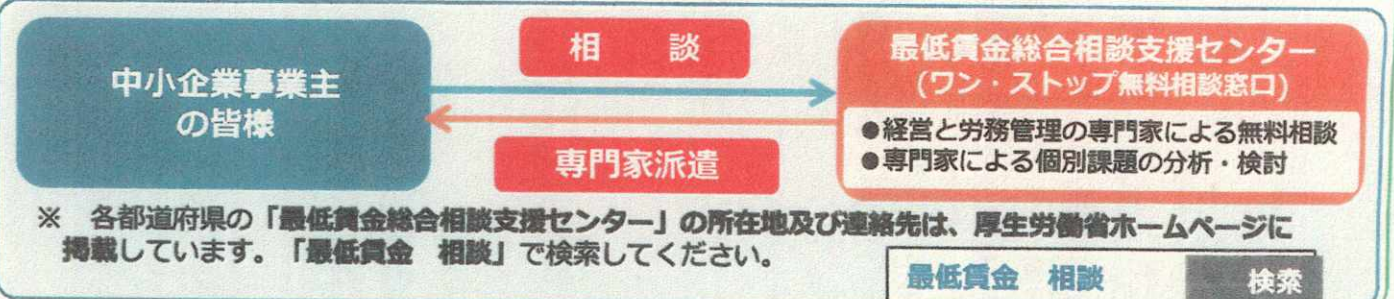 中小企業事業主
の皆様
相　談
専門家派遣
最低賃金総合相談支援センター
(ワン・ストップ無料相談窓口)
●経営と労務管理の専門家による無料相談
●専門家による個別課題の分析・検討
※　各都道府県の「最低賃金総合相談支援センター」の所在地及び連絡先は、厚生労働省ホームページに
掲載しています。「最低賃金　相談」で検索してください。
最低賃金　相談　検索